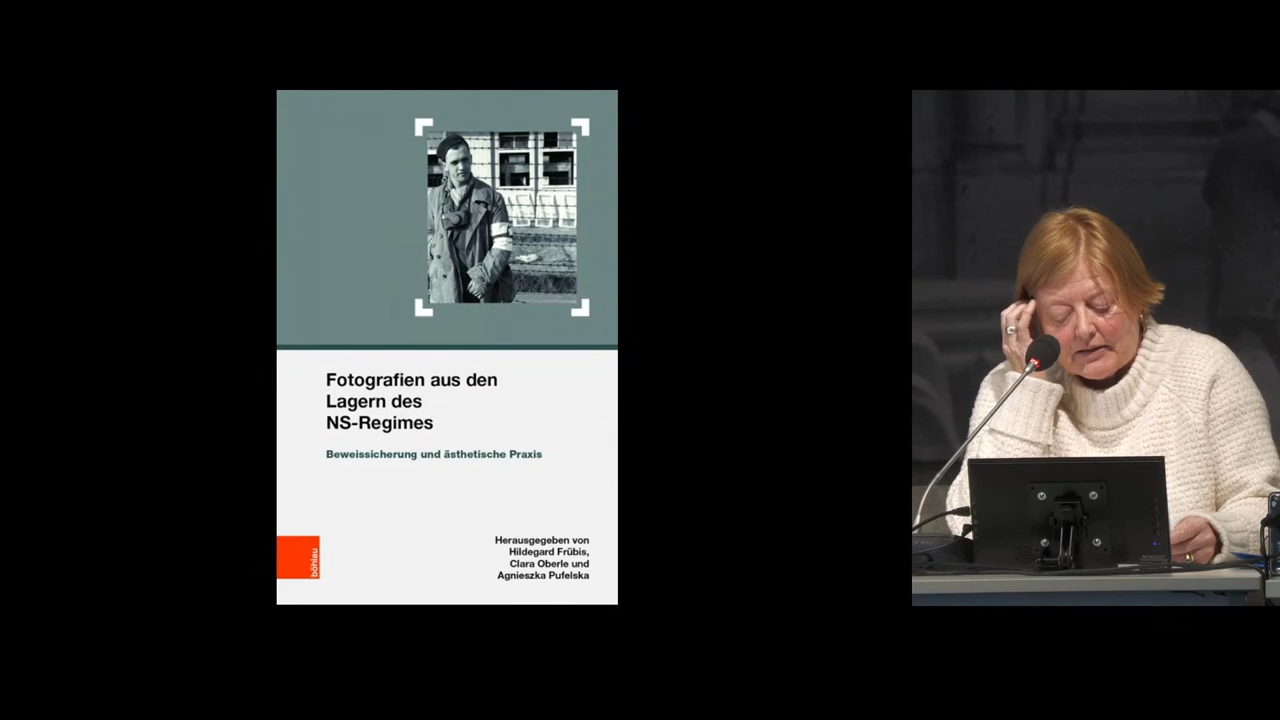 Fotografien aus den
Lagern des
NS-Regimes
Beweissicherung und ästhetische Praxis
Herausgegeben von
Hildegard Frübis,
Clara Oberle und
Agnieszka Pufelska
böhlau